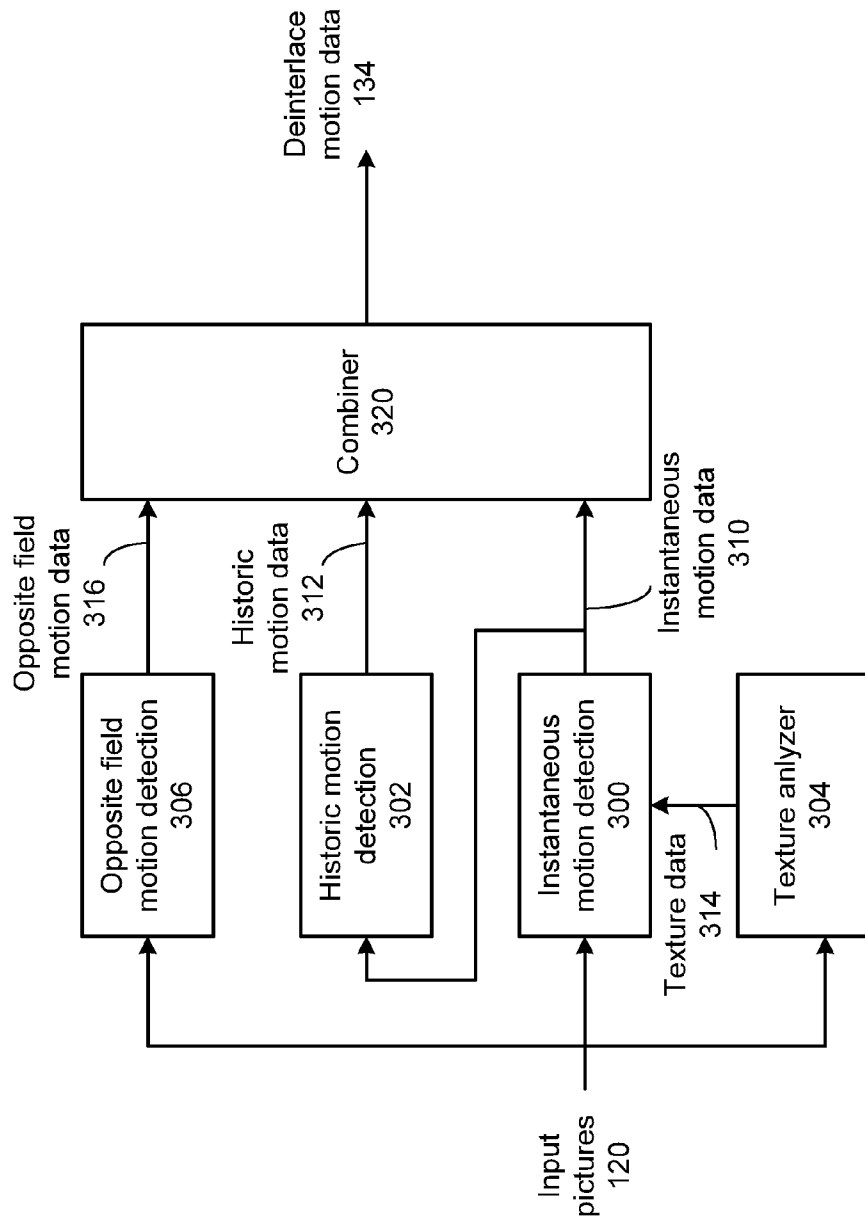 Input
pictures
120
Opposite field
motion detection
306
Historic motion
detection
302
Instantaneous
motion detection
300
Texture anlyzer
304
Texture data
314
Opposite field
motion data
316
Historic
motion data
312
Instantaneous
motion data
310
Combiner
320
Deinterlace
motion data
134